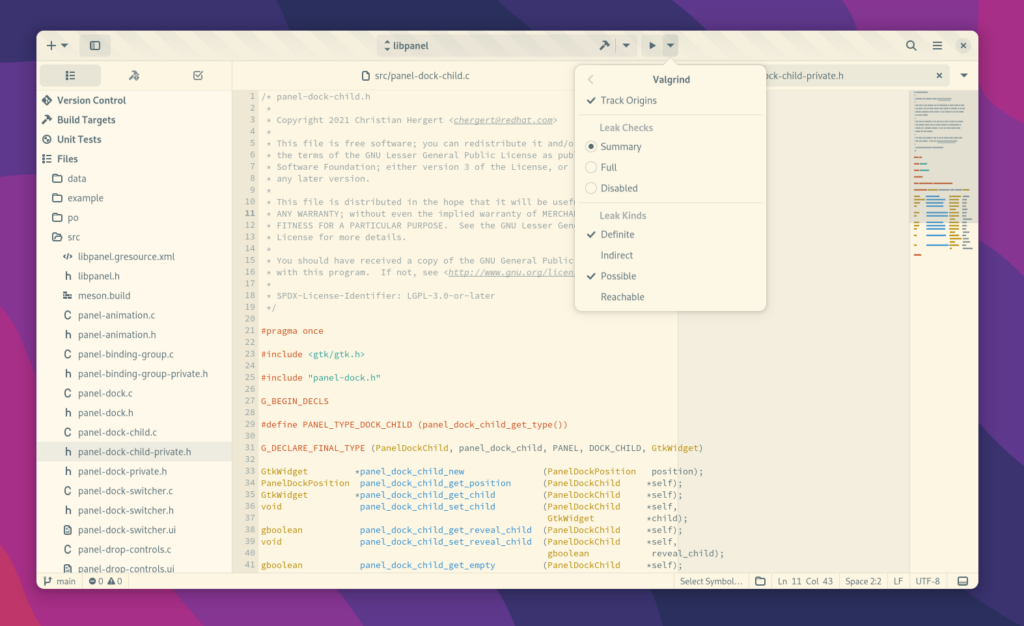 libpanel
src/panel-dock-child.c
ck-child-private.h
Version Control
Build Targets
Unit Tests
Files
data
example
po
src
libpanel.gresource.xml
libpanel.h
meson.build
panel-animation.c
panel-animation.h
panel-binding-group.c
panel-binding-group-private.h
panel-dock.c
panel-dock.h
panel-dock-child.c
panel-dock-child-private.h
panel-dock-private.h
panel-dock-switcher.c
panel-dock-switcher.h
panel-dock-switcher.ui
panel-drop-controls.c
panel-drop-controls.ui
1 /* panel-dock-child.h
2 *
3 * Copyright 2021 Christian Hergert <chergert@redhat.com>
4 *
5 * This file is free software; you can redistribute it and/o
6 * the terms of the GNU Lesser General Public License as pub
7 * Software Foundation; either version 3 of the License, or
8 * any later version.
9 *
10 * This file is distributed in the hope that it will be usef
11 * ANY WARRANTY; without even the implied warranty of MERCHA
12 * FITNESS FOR A PARTICULAR PURPOSE.  See the GNU Lesser Gen
13 * License for more details.
14 *
15 * You should have received a copy of the GNU General Public
16 * with this program.  If not, see <http://www.gnu.org/licen
17 *
18 * SPDX-License-Identifier: LGPL-3.0-or-later
19 */
20
21 #pragma once
22
23 #include <gtk/gtk.h>
24
25 #include "panel-dock.h"
26
27 G_BEGIN_DECLS
28
29 #define PANEL_TYPE_DOCK_CHILD (panel_dock_child_get_type())
30
31 G_DECLARE_FINAL_TYPE (PanelDockChild, panel_dock_child, PANEL, DOCK_CHILD, GtkWidget)
32
33 GtkWidget *panel_dock_child_new (PanelDockPosition position);
34 PanelDockPosition panel_dock_child_get_position (PanelDockChild *self);
35 GtkWidget *panel_dock_child_get_child (PanelDockChild *self);
36 void panel_dock_child_set_child (PanelDockChild *self,
37 GtkWidget *child);
38 gboolean panel_dock_child_get_reveal_child (PanelDockChild *self);
39 void panel_dock_child_set_reveal_child (PanelDockChild *self,
40 gboolean reveal_child);
41 gboolean panel_dock_child_get_empty (PanelDockChild *self);
Valgrind
Track Origins
Leak Checks
Summary
Full
Disabled
Leak Kinds
Definite
Indirect
Possible
Reachable
main 0 0
Select Symbol… Ln 11 Col 43 Space 2:2 LF UTF-8